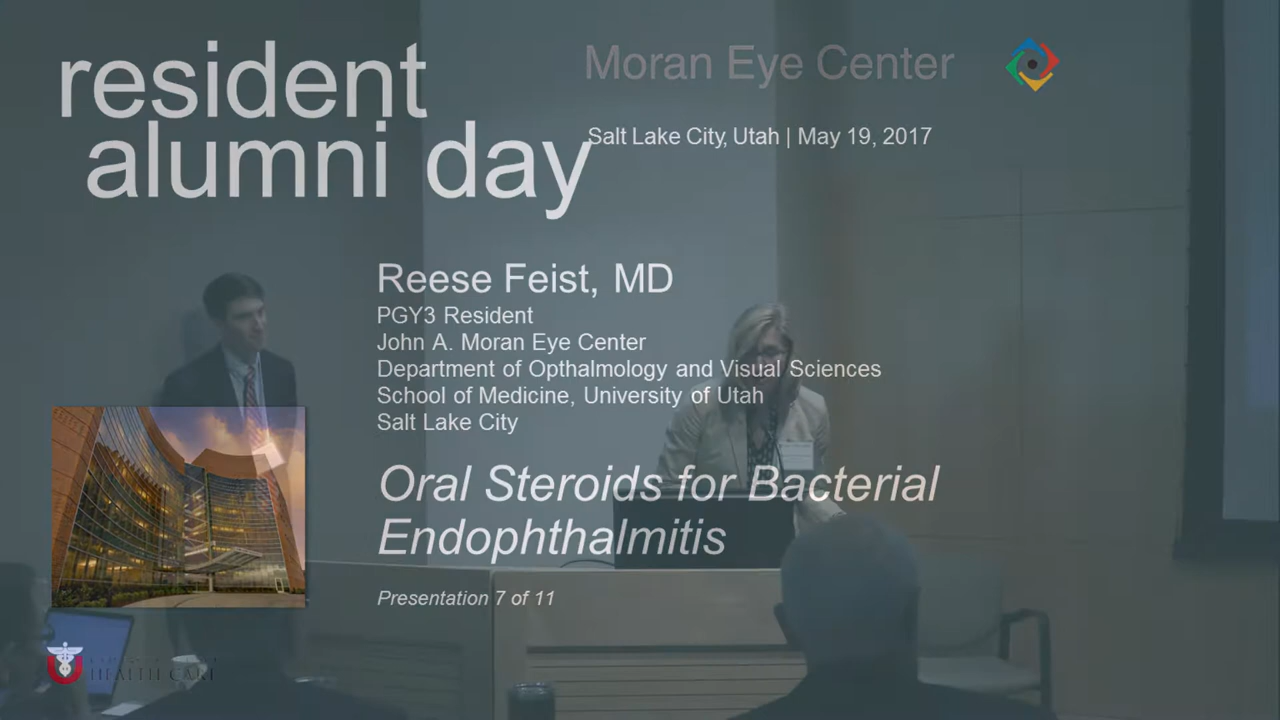 resident
alumni day
Moran Eye Center
Salt Lake City, Utah | May 19, 2017
Reese Feist, MD
PGY3 Resident
John A. Moran Eye Center
Department of Opthalmology and Visual Sciences
School of Medicine, University of Utah
Salt Lake City
Oral Steroids for Bacterial
Endophthalmitis
Presentation 7 of 11
HEALTH CARE